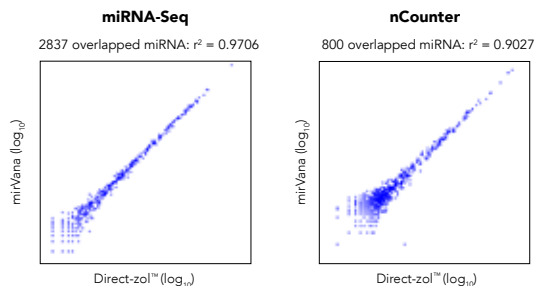 miRNA-Seq
2837 overlapped miRNA: r² = 0.9706
mirVana (log₁₀)
Direct-zol™ (log₁₀)
nCounter
800 overlapped miRNA: r² = 0.9027
mirVana (log₁₀)
Direct-zol™ (log₁₀)